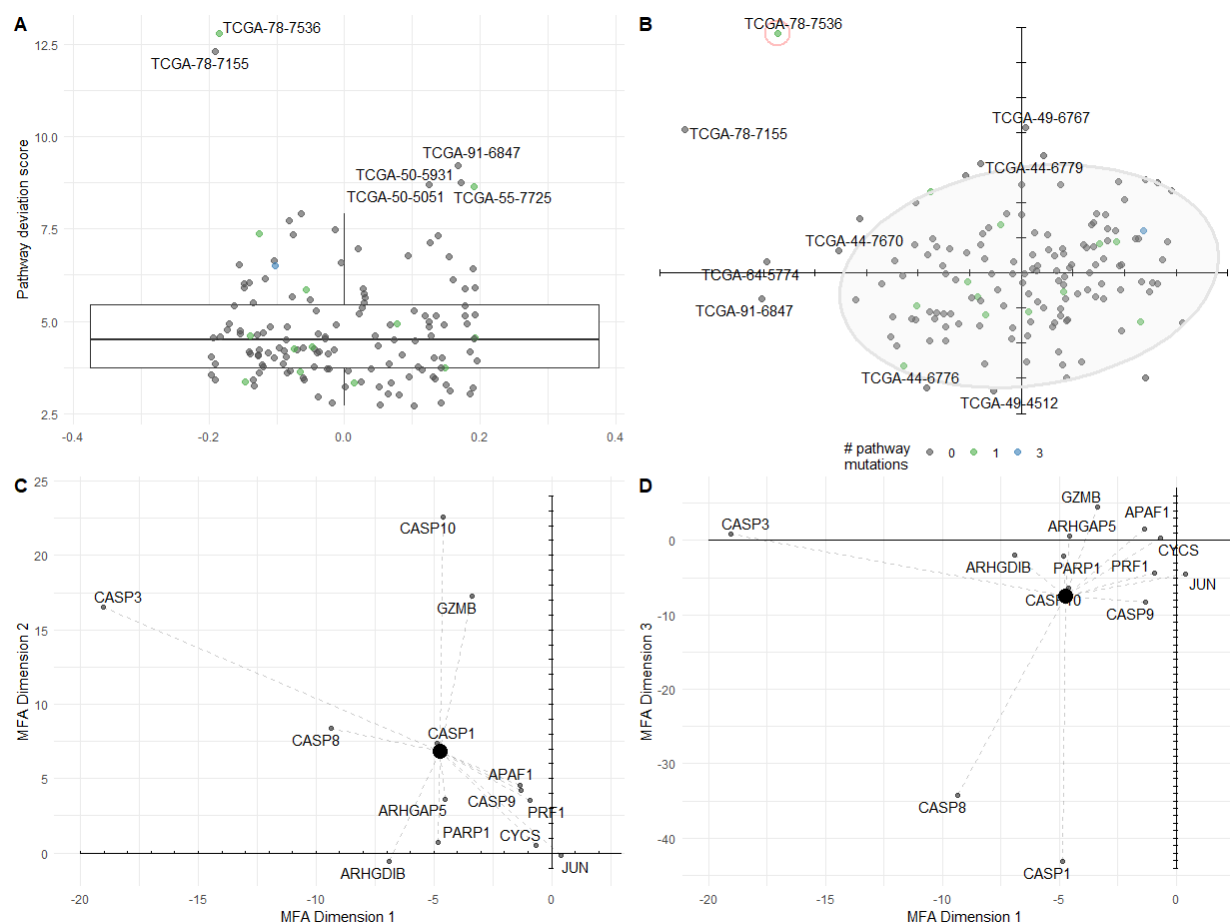 A
TCGA-78-7536
TCGA-78-7155
TCGA-91-6847
TCGA-50-5931
TCGA-50-5051
TCGA-55-7725
Pathway deviation score
12.5
10.0
7.5
5.0
2.5
-0.4
-0.2
0.0
0.2
0.4
B
TCGA-78-7536
TCGA-78-7155
TCGA-49-6767
TCGA-44-6779
TCGA-44-7670
TCGA-64-5774
TCGA-91-6847
TCGA-44-6776
TCGA-49-4512
# pathway
mutations
0
1
3
C
25
20
15
10
5
0
MFA Dimension 2
CASP10
CASP3
GZMB
CASP8
CASP1
APAF1
CASP9
ARHGAP5
PRF1
PARP1
CYCS
ARHGDIB
JUN
-20
-15
-10
-5
0
MFA Dimension 1
D
-20
-15
-10
-5
0
0
-10
-20
-30
-40
MFA Dimension 3
GZMB
CASP3
ARHGAP5
APAF1
CYCS
ARHGDIB
PARP1
PRF1
JUN
CASP10
CASP9
CASP8
CASP1
-20
-15
-10
-5
0
MFA Dimension 1